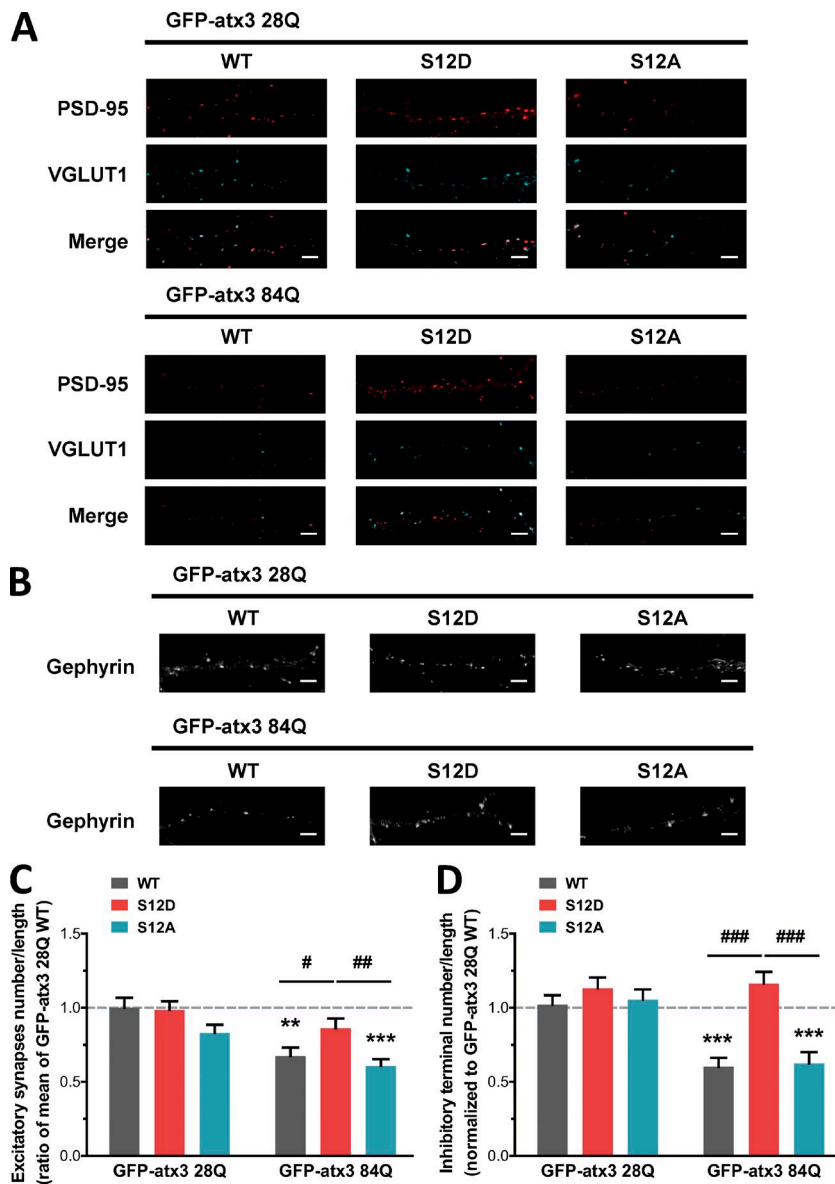 A
GFP-atx3 28Q
WT S12D S12A
PSD-95
VGLUT1
Merge
GFP-atx3 84Q
WT S12D S12A
PSD-95
VGLUT1
Merge
B
GFP-atx3 28Q
WT S12D S12A
Gephyrin
GFP-atx3 84Q
WT S12D S12A
Gephyrin
C
WT
S12D
S12A
Excitatory synapses number/length
(ratio of mean of GFP-atx3 28Q WT)
1.5
1.0
0.5
0.0
# ##
** ***
GFP-atx3 28Q GFP-atx3 84Q
D
WT
S12D
S12A
Inhibitory terminal number/length
(normalized to GFP-atx3 28Q WT)
1.5
1.0
0.5
0.0
### ###
*** ***
GFP-atx3 28Q GFP-atx3 84Q